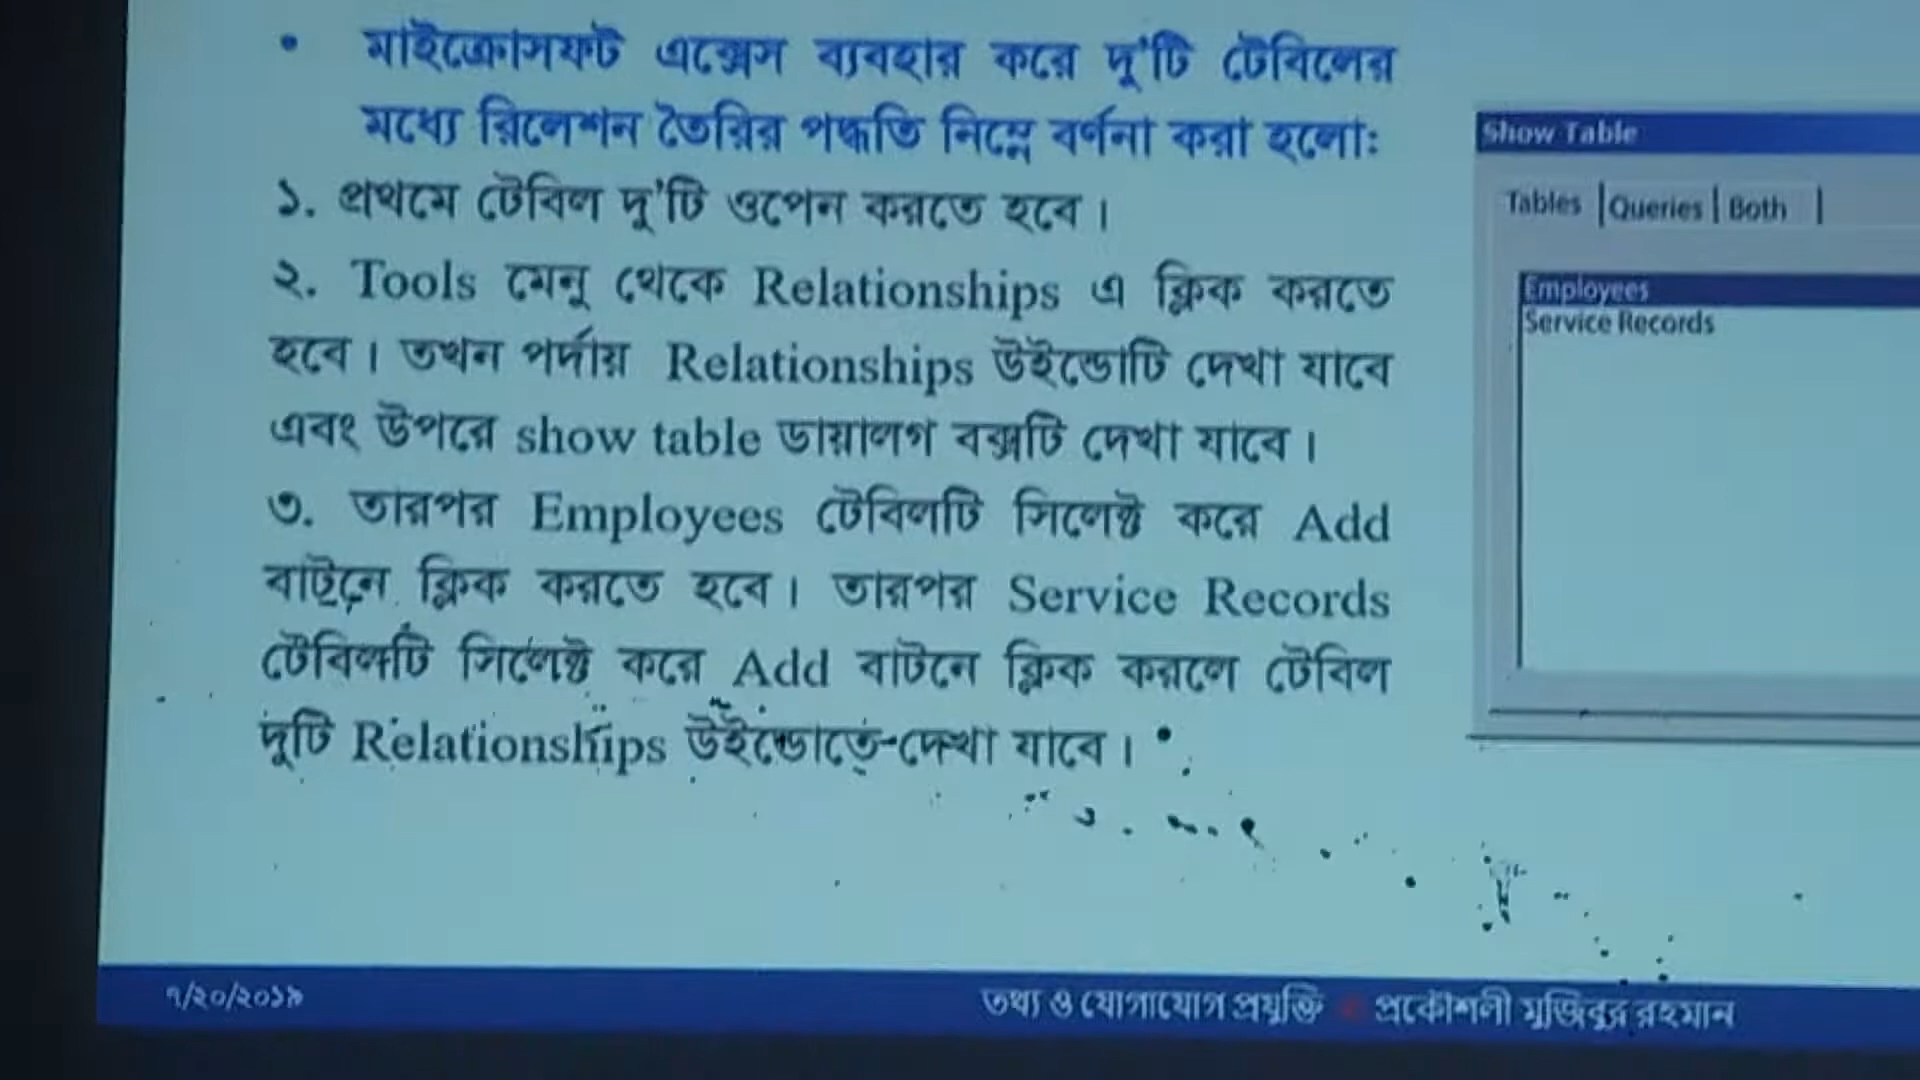 • মাইক্রোসফট এক্সেস ব্যবহার করে দু'টি টেবিলের
মধ্যে রিলেশন তৈরির পদ্ধতি নিম্নে বর্ণনা করা হলোঃ
১. প্রথমে টেবিল দু'টি ওপেন করতে হবে।
২. Tools মেনু থেকে Relationships এ ক্লিক করতে
হবে। তখন পর্দায় Relationships উইন্ডোটি দেখা যাবে
এবং উপরে show table ডায়ালগ বক্সটি দেখা যাবে।
৩. তারপর Employees টেবিলটি সিলেক্ট করে Add
বাটনে ক্লিক করতে হবে। তারপর Service Records
টেবিলটি সিলেক্ট করে Add বাটনে ক্লিক করলে টেবিল
দুটি Relationships উইন্ডোতে দেখা যাবে।
Show Table
Tables | Queries | Both |
Employees
Service Records
৭/২০/২০১৯
তথ্য ও যোগাযোগ প্রযুক্তি প্রকৌশলী মুজিবুর রহমান